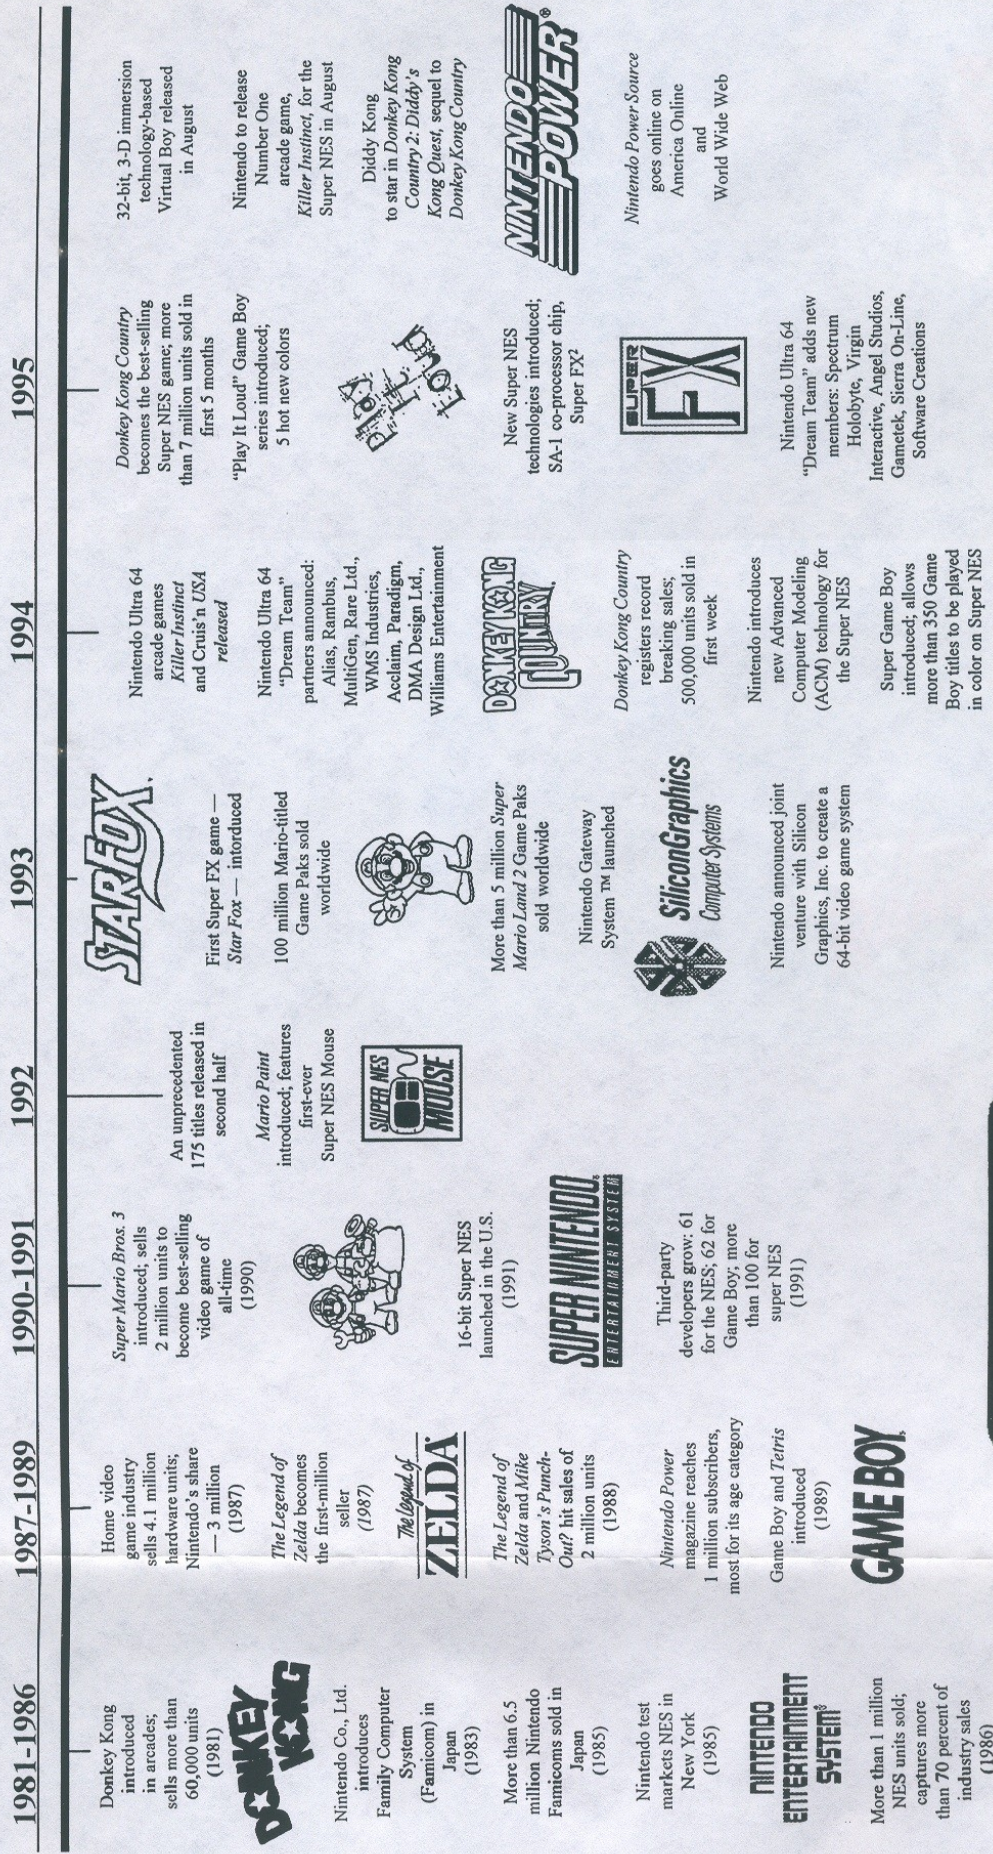 1981-1986
1987-1989
1990-1991
1992
1993
1994
1995
Donkey Kong
introduced
in arcades;
sells more than
60,000 units
(1981)
DONKEY
KONG
Nintendo Co., Ltd.
introduces
Family Computer
System
(Famicom) in
Japan
(1983)
More than 6.5
million Nintendo
Famicoms sold in
Japan
(1985)
Nintendo test
markets NES in
New York
(1985)
NINTENDO
ENTERTAINMENT
SYSTEM®
More than 1 million
NES units sold;
captures more
than 70 percent of
industry sales
(1986)
Home video
game industry
sells 4.1 million
hardware units;
Nintendo's share
— 3 million
(1987)
The Legend of
Zelda becomes
the first-million
seller
(1987)
The Legend of
ZELDA®
The Legend of
Zelda and Mike
Tyson's Punch-
Out? hit sales of
2 million units
(1988)
Nintendo Power
magazine reaches
1 million subscribers,
most for its age category
Game Boy and Tetris
introduced
(1989)
GAME BOY
Super Mario Bros. 3
introduced; sells
2 million units to
become best-selling
video game of
all-time
(1990)
16-bit Super NES
launched in the U.S.
(1991)
SUPER NINTENDO
ENTERTAINMENT SYSTEM
Third-party
developers grow: 61
for the NES; 62 for
Game Boy; more
than 100 for
super NES
(1991)
An unprecedented
175 titles released in
second half
Mario Paint
introduced; features
first-ever
Super NES Mouse
SUPER NES
MOUSE
STARFOX
First Super FX game —
Star Fox — intorduced
100 million Mario-titled
Game Paks sold
worldwide
More than 5 million Super
Mario Land 2 Game Paks
sold worldwide
Nintendo Gateway
System ™ launched
SiliconGraphics
Computer Systems
Nintendo announced joint
venture with Silicon
Graphics, Inc. to create a
64-bit video game system
Nintendo Ultra 64
arcade games
Killer Instinct
and Cruis'n USA
released
Nintendo Ultra 64
"Dream Team"
partners announced:
Alias, Rambus,
MultiGen, Rare Ltd.,
WMS Industries,
Acclaim, Paradigm,
DMA Design Ltd.,
Williams Entertainment
DONKEY KONG
COUNTRY
Donkey Kong Country
registers record
breaking sales;
500,000 units sold in
first week
Nintendo introduces
new Advanced
Computer Modeling
(ACM) technology for
the Super NES
Super Game Boy
introduced; allows
more than 350 Game
Boy titles to be played
in color on Super NES
Donkey Kong Country
becomes the best-selling
Super NES game; more
than 7 million units sold in
first 5 months
"Play It Loud" Game Boy
series introduced;
5 hot new colors
Play
It
Loud
New Super NES
technologies introduced;
SA-1 co-processor chip,
Super FX²
SUPER
FX
Nintendo Ultra 64
"Dream Team" adds new
members: Spectrum
Holobyte, Virgin
Interactive, Angel Studios,
Gametek, Sierra On-Line,
Software Creations
32-bit, 3-D immersion
technology-based
Virtual Boy released
in August
Nintendo to release
Number One
arcade game,
Killer Instinct, for the
Super NES in August
Diddy Kong
to star in Donkey Kong
Country 2: Diddy's
Kong Quest, sequel to
Donkey Kong Country
NINTENDO
POWER®
Nintendo Power Source
goes online on
America Online
and
World Wide Web